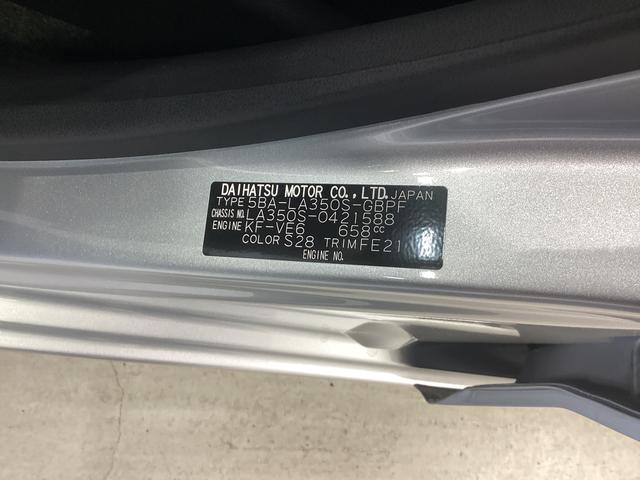 DAIHATSU MOTOR CO.,LTD. JAPAN
TYPE 5BA-LA350S-GBPF
CHASSIS NO. LA350S-0421588
ENGINE KF-VE6 658cc
COLOR S28 TRIM FE21
ENGINE NO.